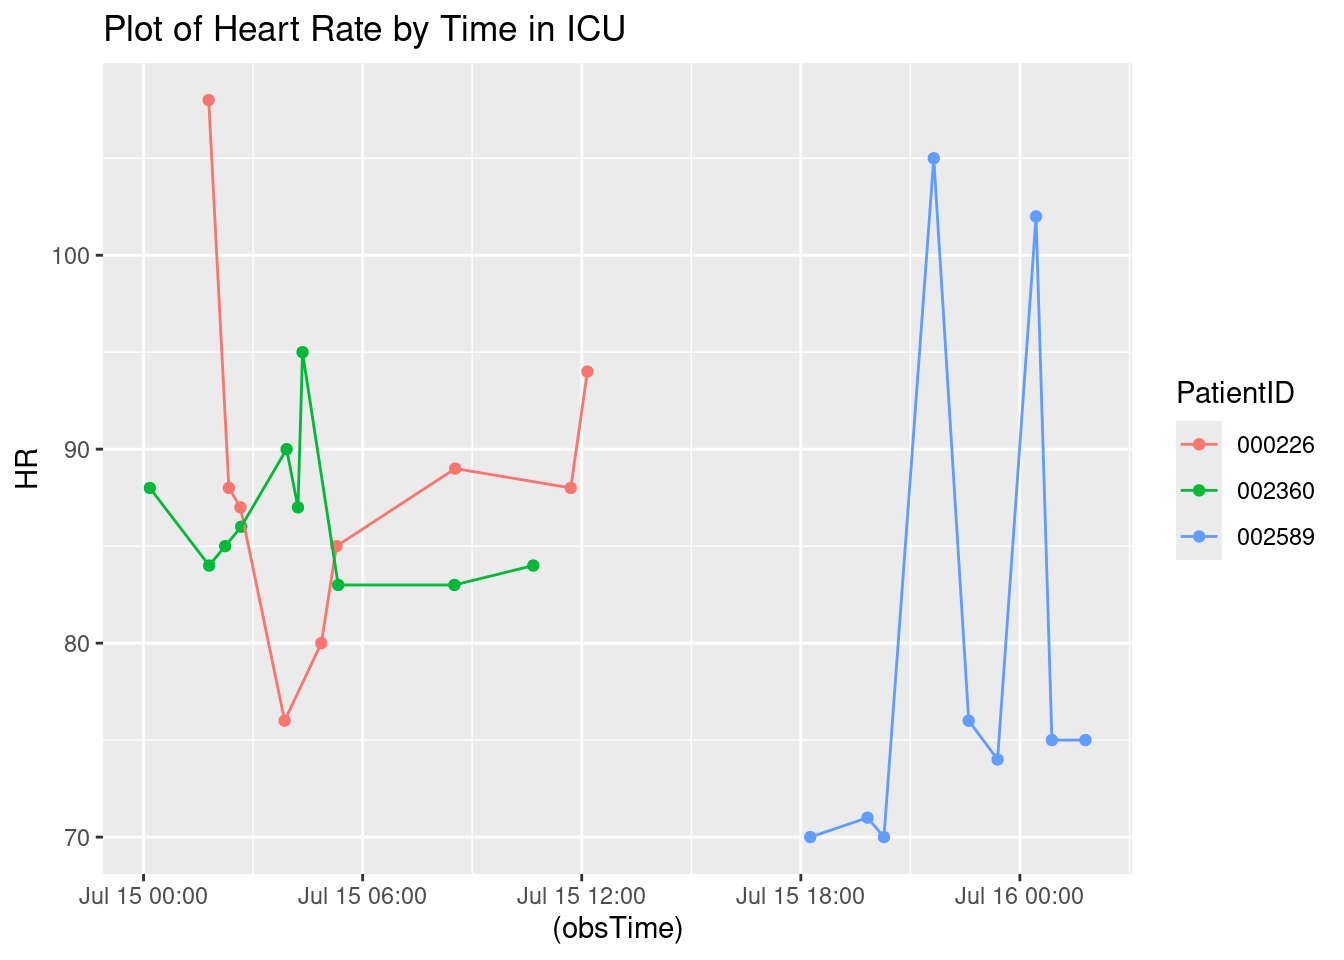 Plot of Heart Rate by Time in ICU
HR
100
90
80
70
Jul 15 00:00
Jul 15 06:00
Jul 15 12:00
Jul 15 18:00
Jul 16 00:00
(obsTime)
PatientID
000226
002360
002589